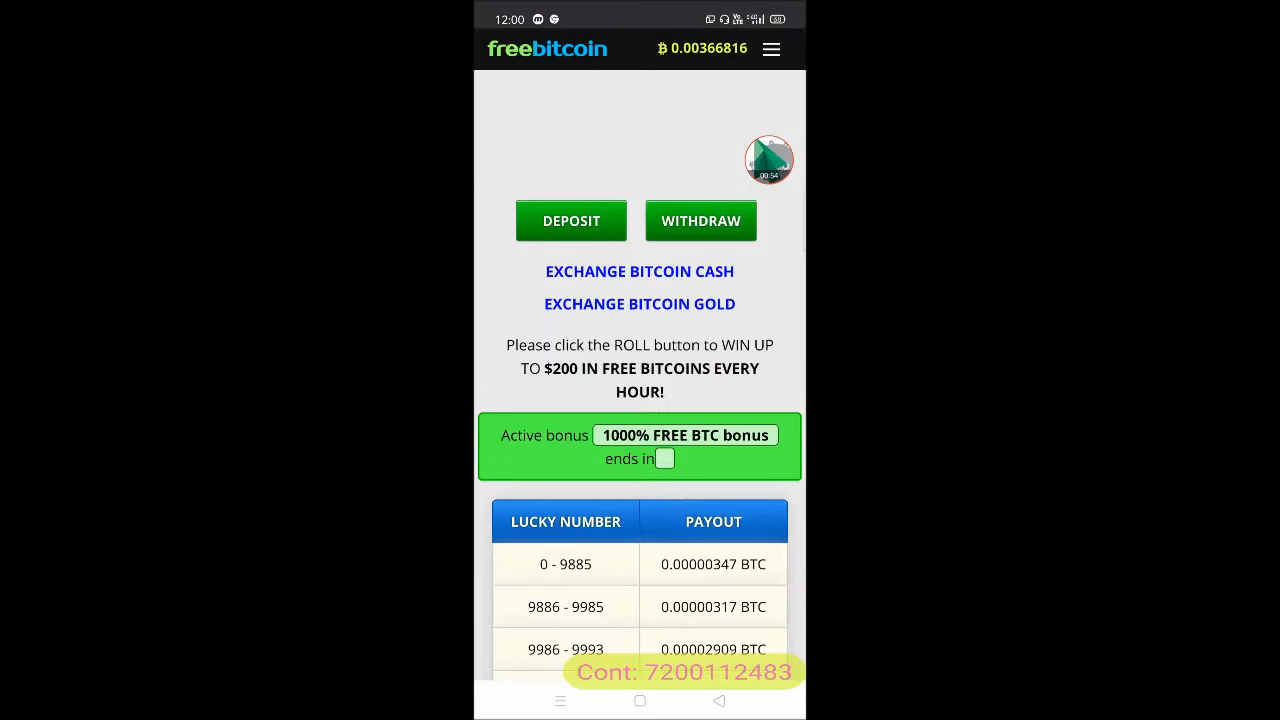 12:00
68
freebitcoin
0.00366816
00:54
DEPOSIT
WITHDRAW
EXCHANGE BITCOIN CASH
EXCHANGE BITCOIN GOLD
Please click the ROLL button to WIN UP
TO $200 IN FREE BITCOINS EVERY
HOUR!
Active bonus 1000% FREE BTC bonus
ends in
LUCKY NUMBER PAYOUT
0 - 9885 0.00000347 BTC
9886 - 9985 0.00000317 BTC
9986 - 9993 0.00002909 BTC
Cont: 7200112483